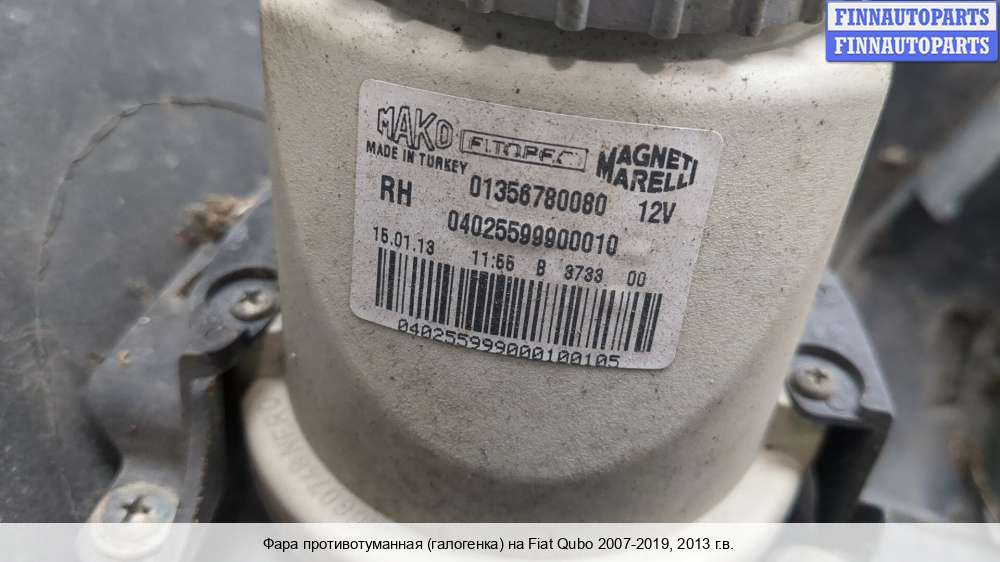 FINNAUTOPARTS
FINNAUTOPARTS
MAKO
MAGNETI MARELLI
MADE IN TURKEY
RH 01356780080 12V
04025599900010
15.01.13 11:56 B 3733 00
040255999000100105
Фара противотуманная (галогенка) на Fiat Qubo 2007-2019, 2013 г.в.